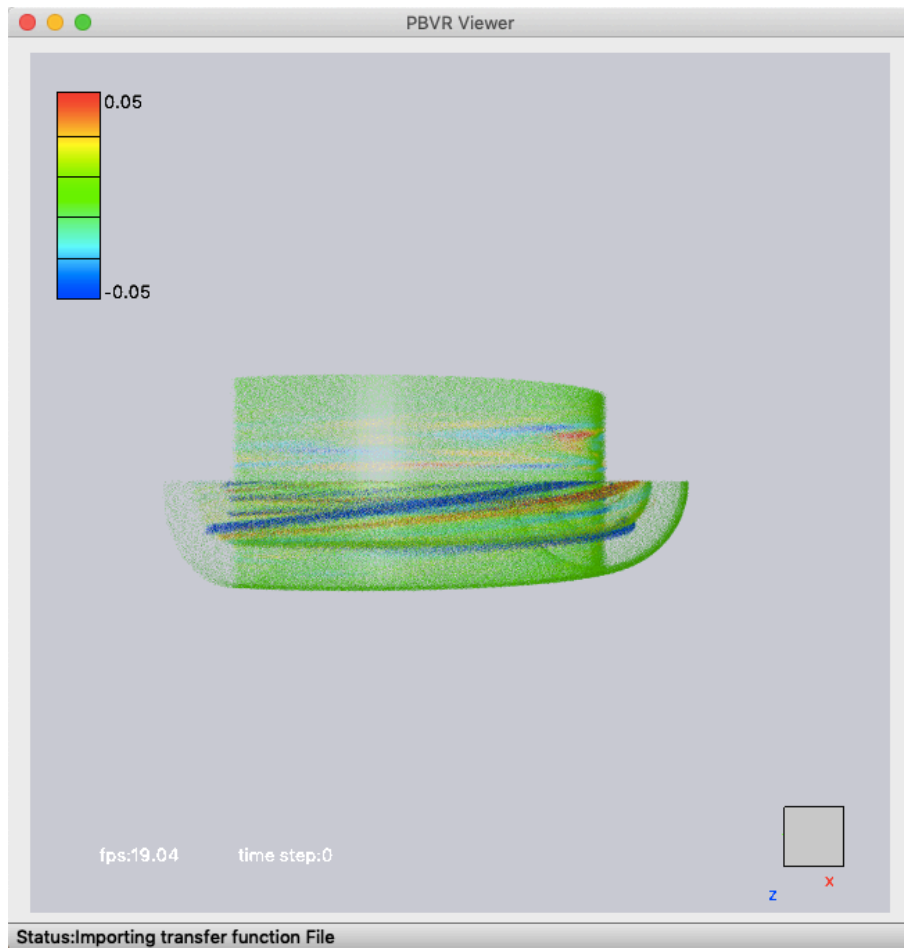 PBVR Viewer
0.05
-0.05
fps:19.04 time step:0
x
z
Status:Importing transfer function File